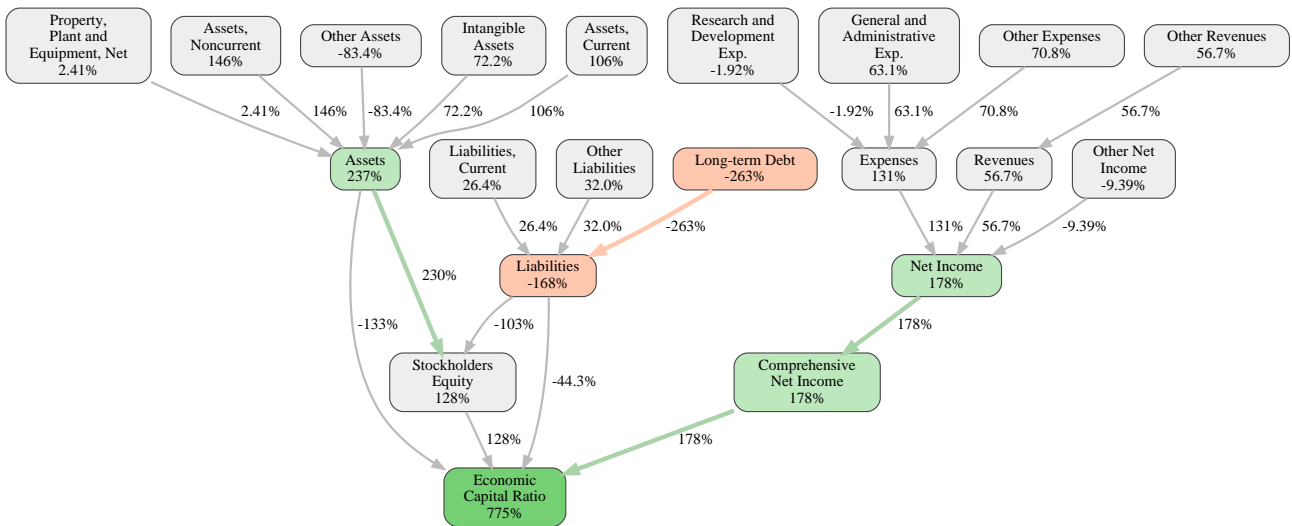 Property,
Plant and
Equipment, Net
2.41%
Assets,
Noncurrent
146%
Other Assets
-83.4%
Intangible
Assets
72.2%
Assets,
Current
106%
Research and
Development
Exp.
-1.92%
General and
Administrative
Exp.
63.1%
Other Expenses
70.8%
Other Revenues
56.7%
2.41%
146%
-83.4%
72.2%
106%
-1.92%
63.1%
70.8%
56.7%
Assets
237%
Liabilities,
Current
26.4%
Other
Liabilities
32.0%
Long-term Debt
-263%
Expenses
131%
Revenues
56.7%
Other Net
Income
-9.39%
26.4%
32.0%
-263%
131%
56.7%
-9.39%
230%
Liabilities
-168%
Net Income
178%
-133%
-103%
178%
Stockholders
Equity
128%
-44.3%
Comprehensive
Net Income
178%
128%
178%
Economic
Capital Ratio
775%